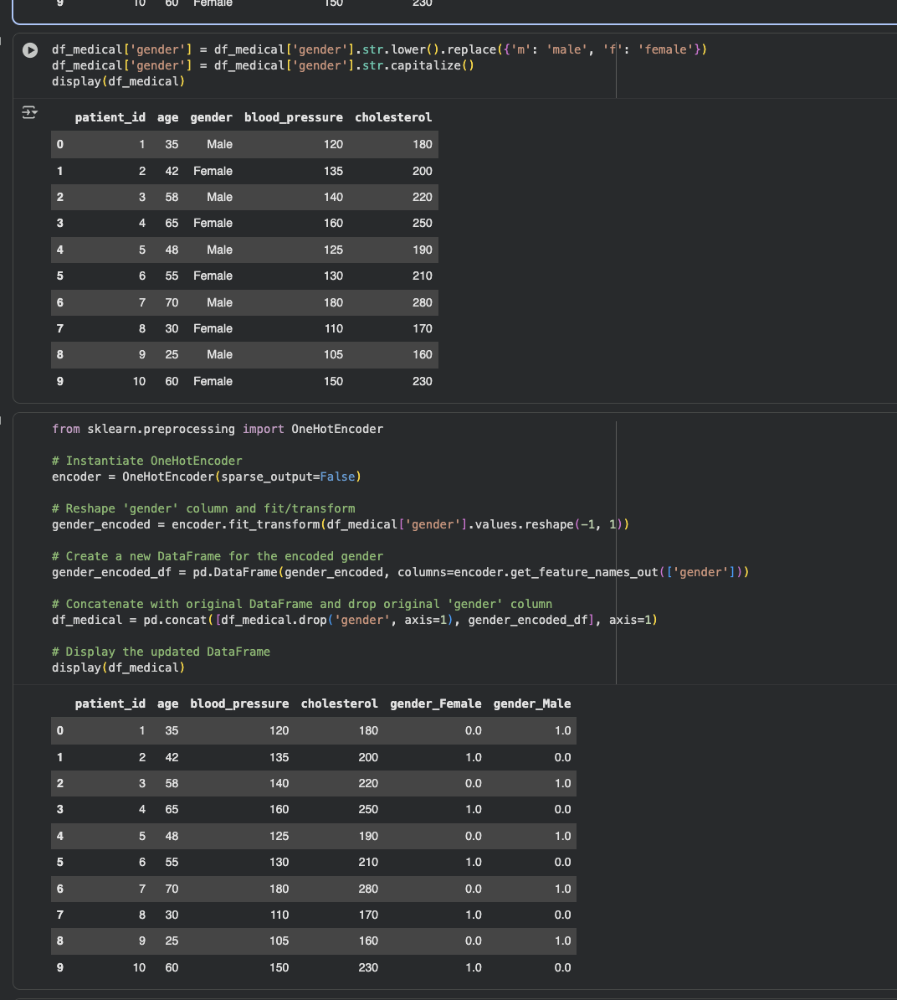 9 10 60 Female 150 230
df_medical['gender'] = df_medical['gender'].str.lower().replace({'m': 'male', 'f': 'female'})
df_medical['gender'] = df_medical['gender'].str.capitalize()
display(df_medical)
patient_id age gender blood_pressure cholesterol
0 1 35 Male 120 180
1 2 42 Female 135 200
2 3 58 Male 140 220
3 4 65 Female 160 250
4 5 48 Male 125 190
5 6 55 Female 130 210
6 7 70 Male 180 280
7 8 30 Female 110 170
8 9 25 Male 105 160
9 10 60 Female 150 230
from sklearn.preprocessing import OneHotEncoder
# Instantiate OneHotEncoder
encoder = OneHotEncoder(sparse_output=False)
# Reshape 'gender' column and fit/transform
gender_encoded = encoder.fit_transform(df_medical['gender'].values.reshape(-1, 1))
# Create a new DataFrame for the encoded gender
gender_encoded_df = pd.DataFrame(gender_encoded, columns=encoder.get_feature_names_out(['gender']))
# Concatenate with original DataFrame and drop original 'gender' column
df_medical = pd.concat([df_medical.drop('gender', axis=1), gender_encoded_df], axis=1)
# Display the updated DataFrame
display(df_medical)
patient_id age blood_pressure cholesterol gender_Female gender_Male
0 1 35 120 180 0.0 1.0
1 2 42 135 200 1.0 0.0
2 3 58 140 220 0.0 1.0
3 4 65 160 250 1.0 0.0
4 5 48 125 190 0.0 1.0
5 6 55 130 210 1.0 0.0
6 7 70 180 280 0.0 1.0
7 8 30 110 170 1.0 0.0
8 9 25 105 160 0.0 1.0
9 10 60 150 230 1.0 0.0